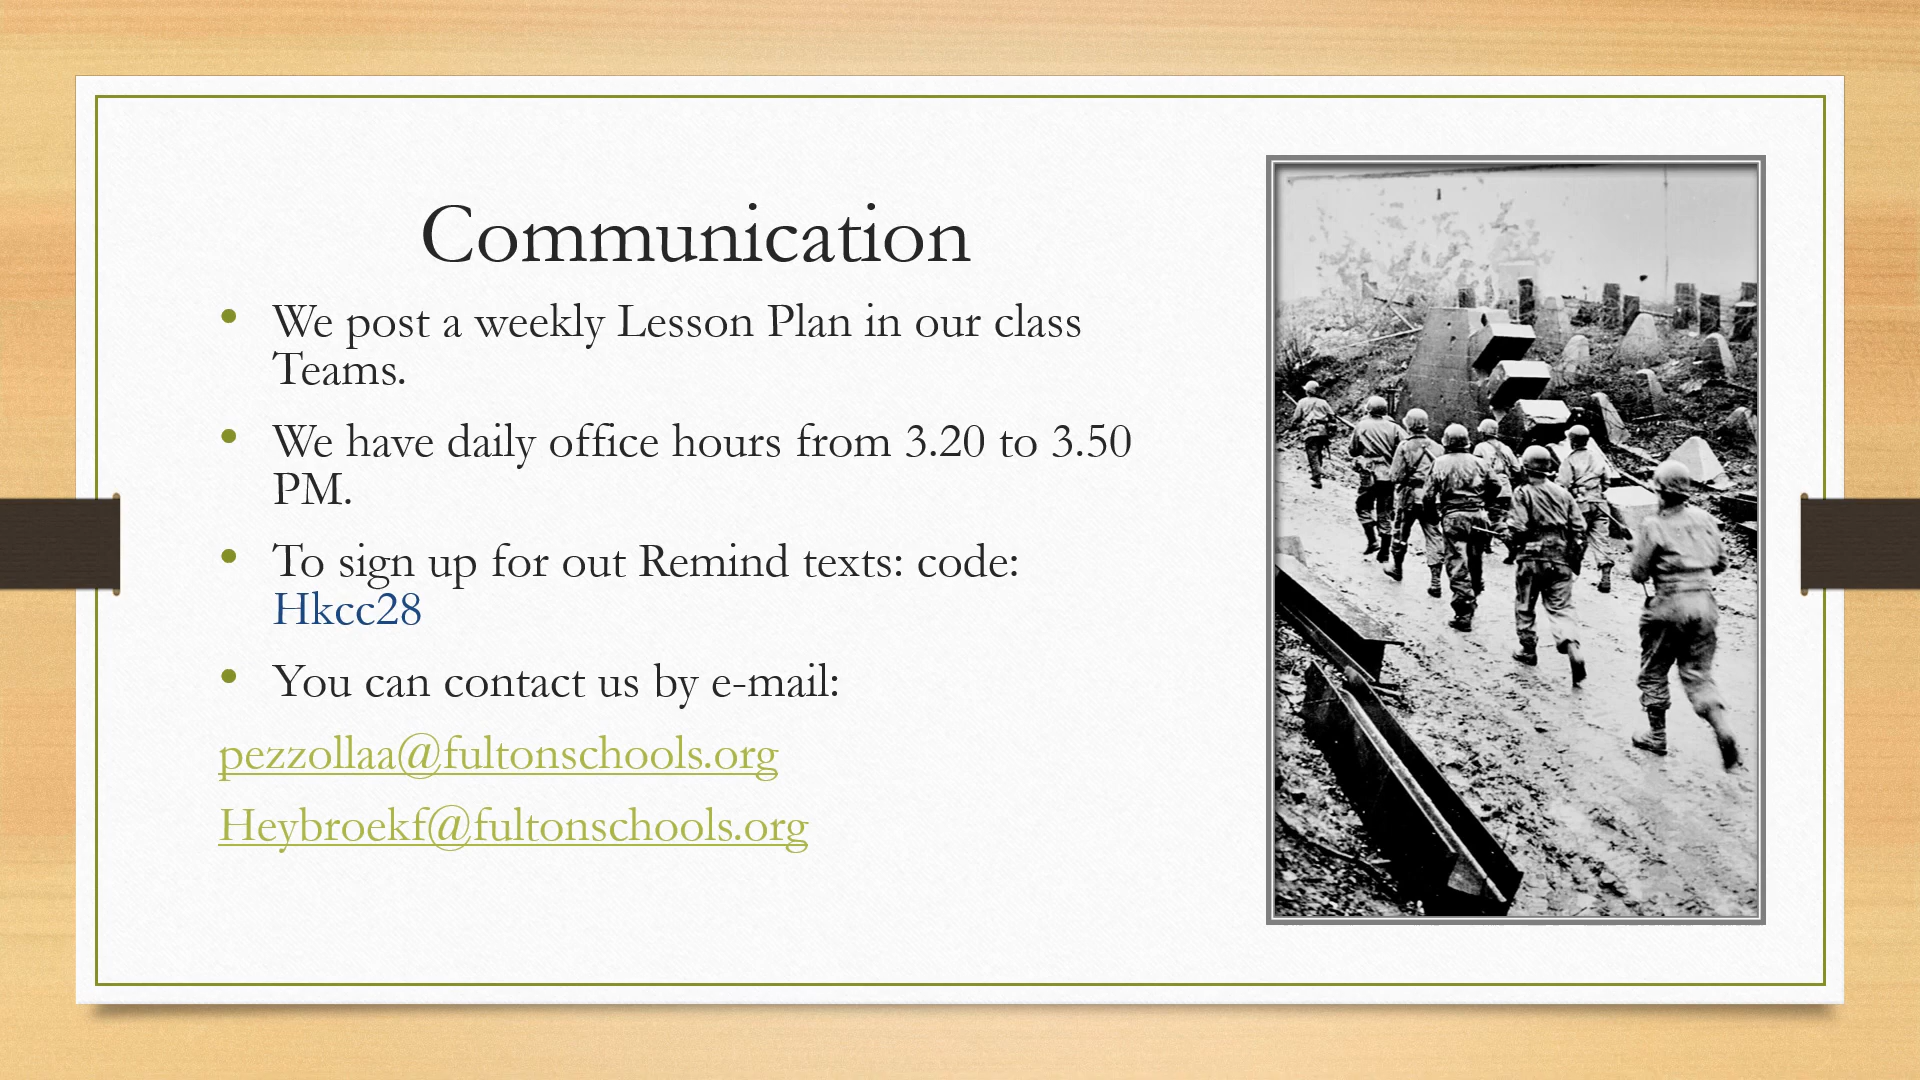 Communication
• We post a weekly Lesson Plan in our class
Teams.
• We have daily office hours from 3.20 to 3.50
PM.
• To sign up for out Remind texts: code:
Hkcc28
• You can contact us by e-mail:
pezzollaa@fultonschools.org
Heybroekf@fultonschools.org